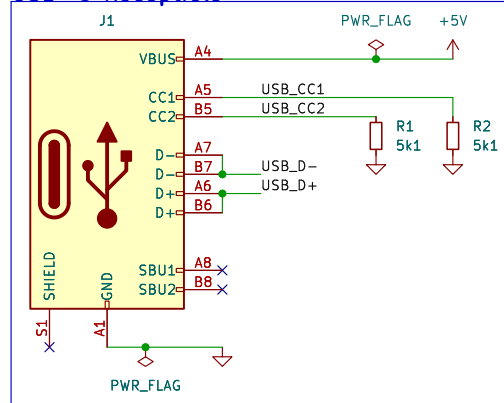 J1
PWR_FLAG
+5V
VBUS
A4
CC1
A5
USB_CC1
CC2
B5
USB_CC2
R1
5k1
R2
5k1
D-
A7
D-
B7
USB_D-
D+
A6
USB_D+
D+
B6
SBU1
A8
SBU2
B8
SHIELD
GND
S1
A1
PWR_FLAG